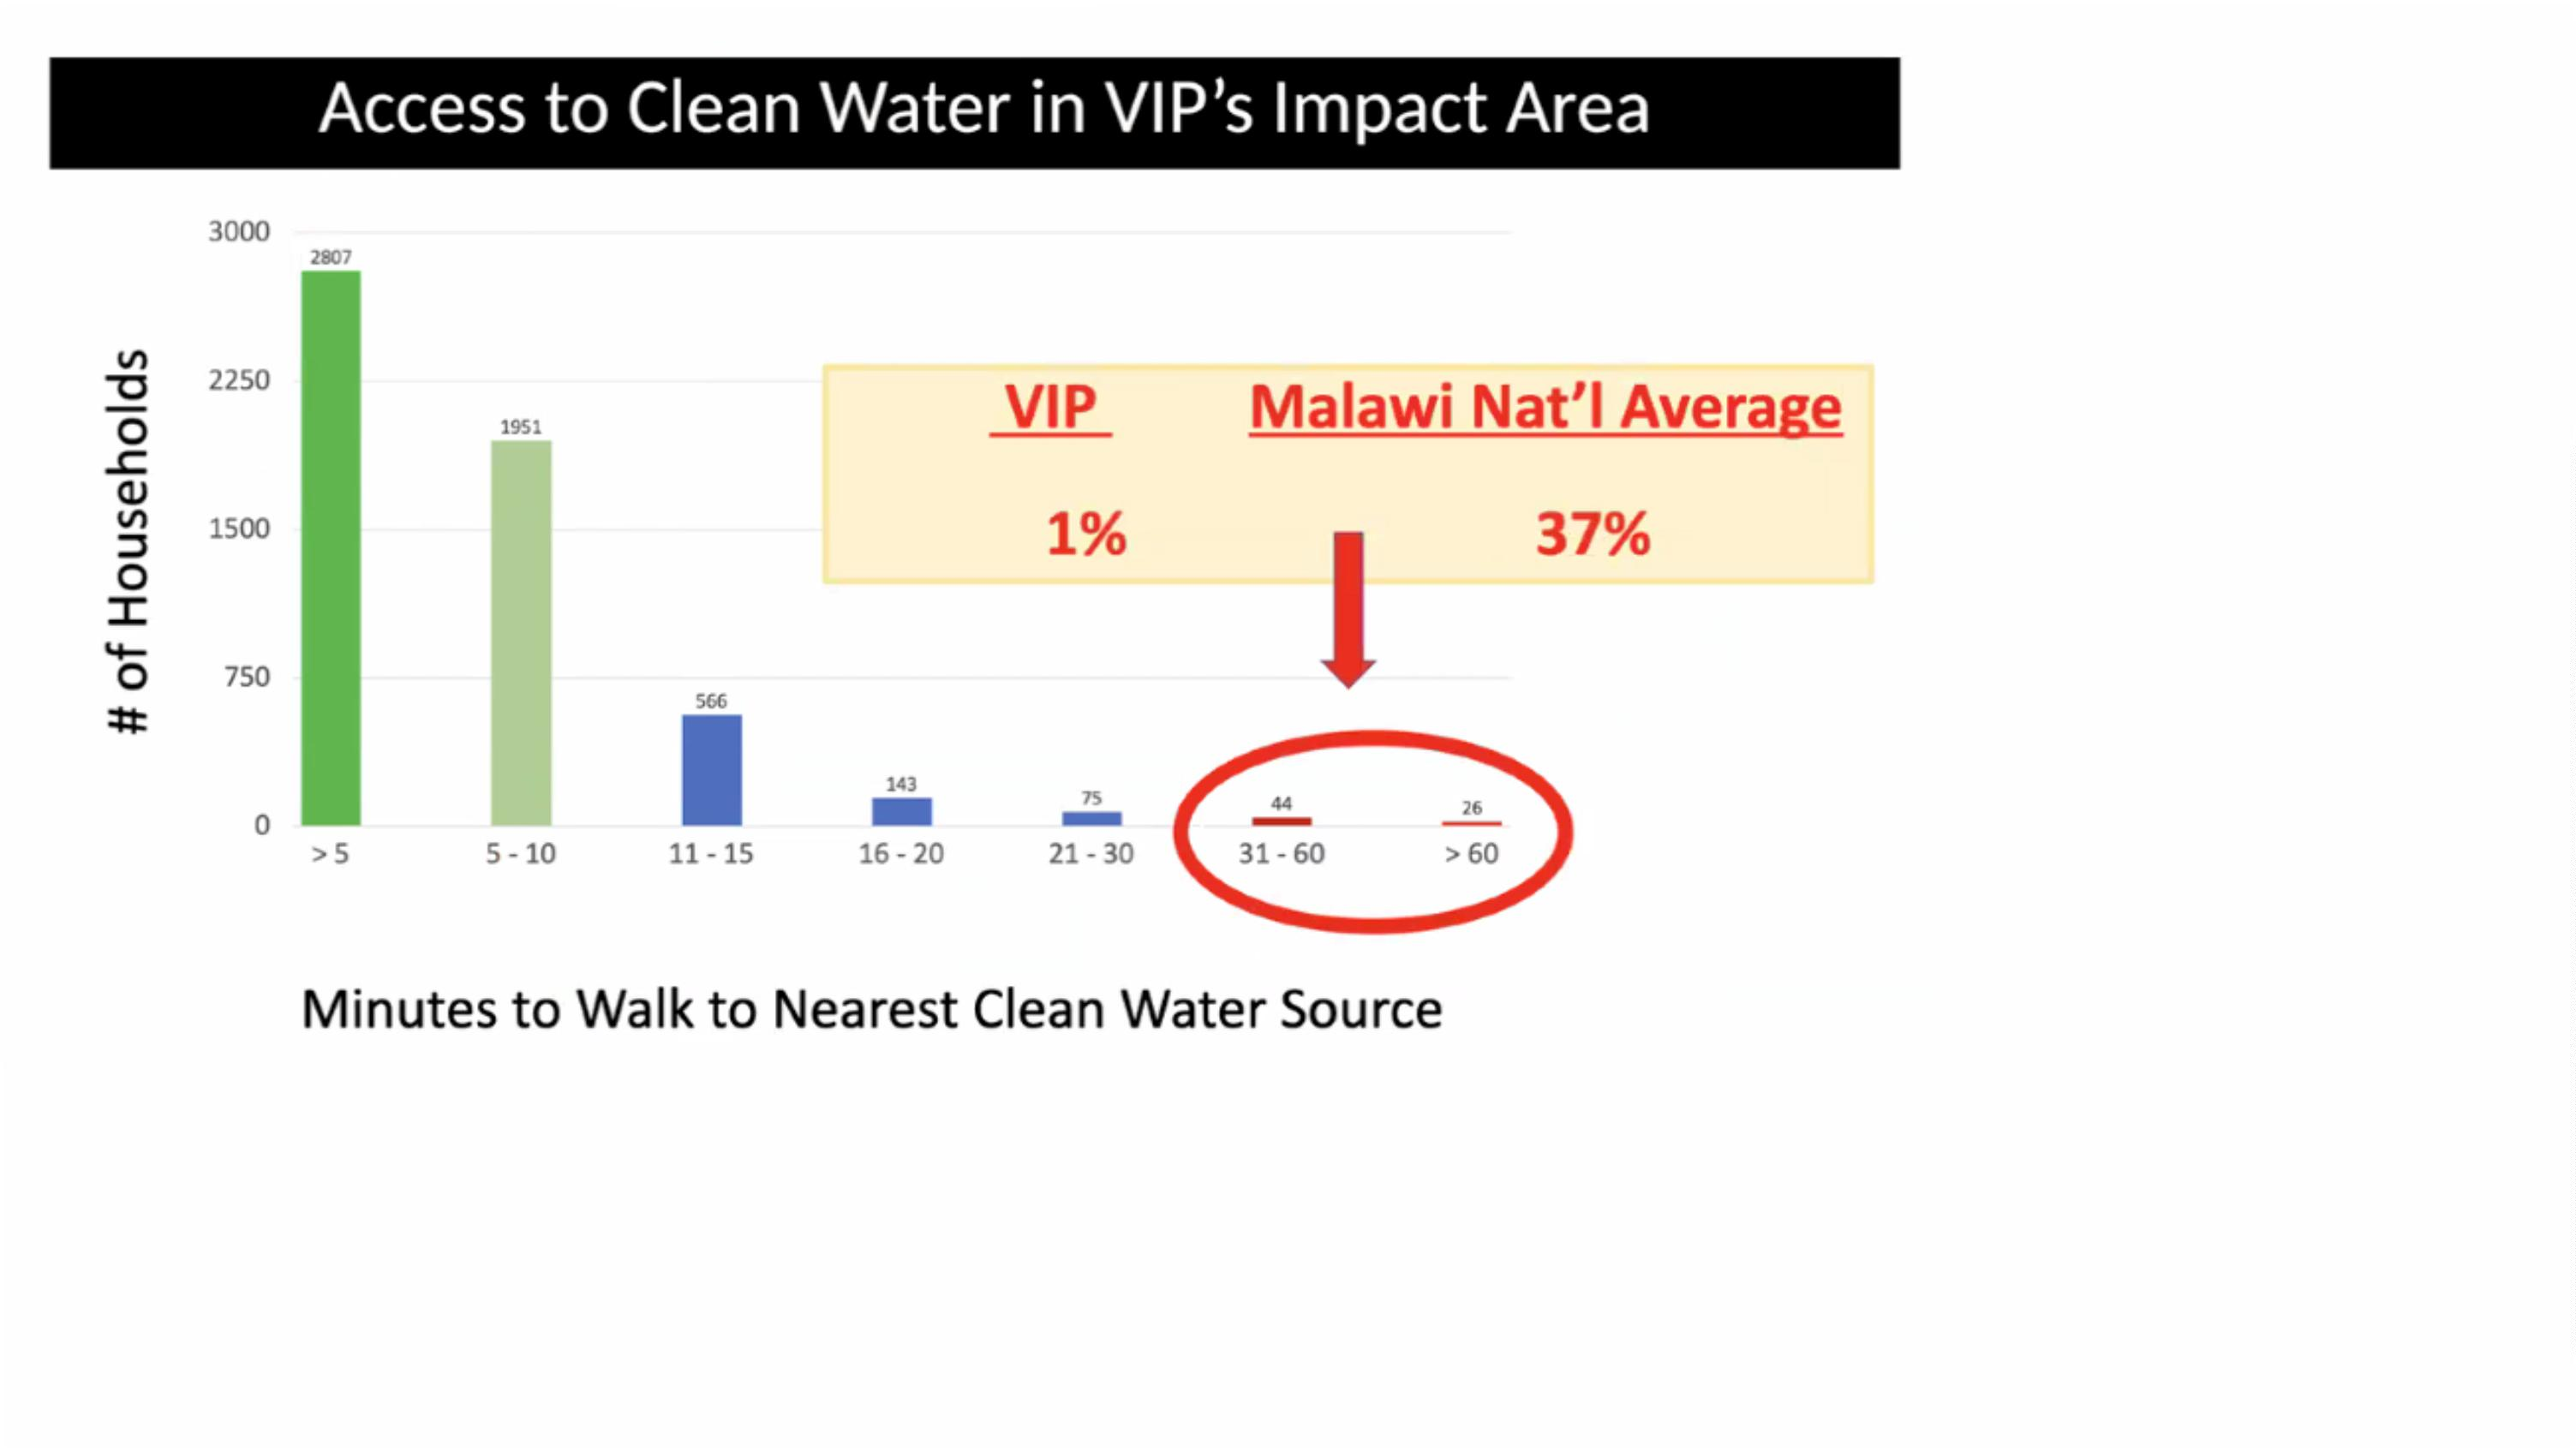 Access to Clean Water in VIP’s Impact Area
# of Households
3000
2250
1500
750
0
2807
1951
566
143
75
44
26
VIP Malawi Nat’l Average
1% 37%
> 5 5 - 10 11 - 15 16 - 20 21 - 30 31 - 60 > 60
Minutes to Walk to Nearest Clean Water Source